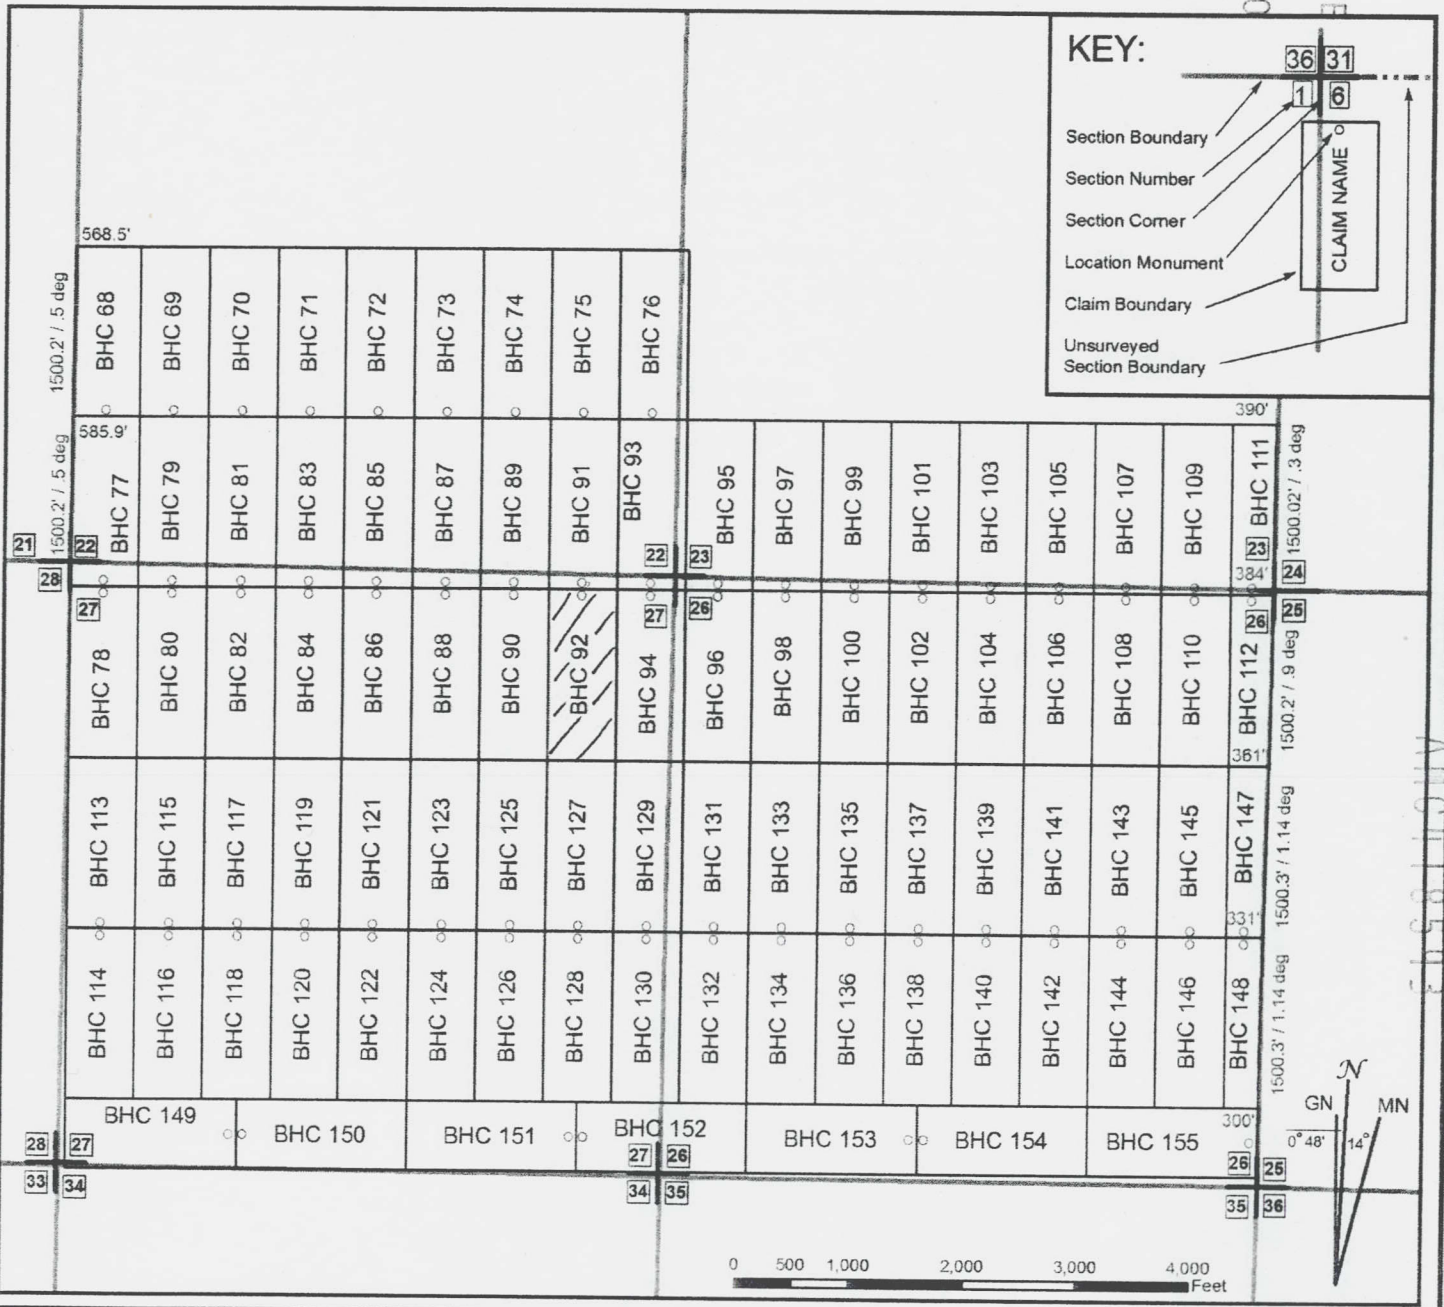 KEY:
36 31
1 6
Section Boundary
Section Number
Section Corner
Location Monument
Claim Boundary
Unsurveyed
Section Boundary
CLAIM NAME
568.5'
1500.2' / .5 deg
BHC 68
BHC 69
BHC 70
BHC 71
BHC 72
BHC 73
BHC 74
BHC 75
BHC 76
390'
585.9'
1500.2' / .5 deg
BHC 77
BHC 79
BHC 81
BHC 83
BHC 85
BHC 87
BHC 89
BHC 91
BHC 93
BHC 95
BHC 97
BHC 99
BHC 101
BHC 103
BHC 105
BHC 107
BHC 109
BHC 111
1500.02' / .3 deg
21 22
28 27
22 23
27 26
23 24
384'
26 25
BHC 78
BHC 80
BHC 82
BHC 84
BHC 86
BHC 88
BHC 90
BHC 92
BHC 94
BHC 96
BHC 98
BHC 100
BHC 102
BHC 104
BHC 106
BHC 108
BHC 110
BHC 112
1500.2' / .9 deg
361'
BHC 113
BHC 115
BHC 117
BHC 119
BHC 121
BHC 123
BHC 125
BHC 127
BHC 129
BHC 131
BHC 133
BHC 135
BHC 137
BHC 139
BHC 141
BHC 143
BHC 145
BHC 147
1500.3' / 1.14 deg
331'
BHC 114
BHC 116
BHC 118
BHC 120
BHC 122
BHC 124
BHC 126
BHC 128
BHC 130
BHC 132
BHC 134
BHC 136
BHC 138
BHC 140
BHC 142
BHC 144
BHC 146
BHC 148
1500.3' / 1.14 deg
BHC 149
BHC 150
BHC 151
BHC 152
BHC 153
BHC 154
BHC 155
300'
28 27
33 34
27 26
34 35
26 25
35 36
N
GN
MN
0° 48'
14°
0 500 1,000 2,000 3,000 4,000
Feet